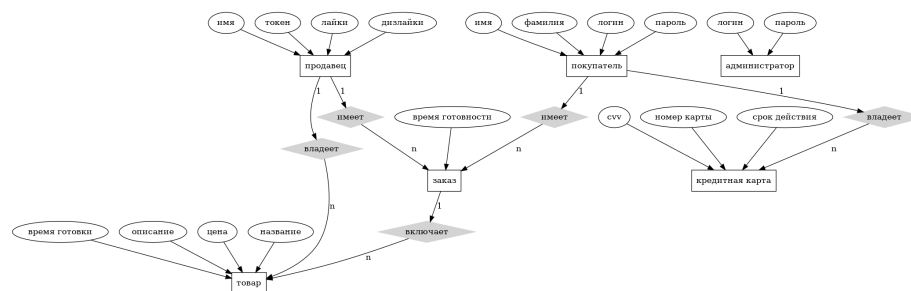 имя
токен
лайки
дизлайки
имя
фамилия
логин
пароль
логин
пароль
продавец
покупатель
администратор
1
1
1
1
имеет
время готовности
имеет
cvv
номер карты
срок действия
владеет
владеет
n
n
n
заказ
кредитная карта
n
1
время готовки
описание
цена
название
включает
n
товар